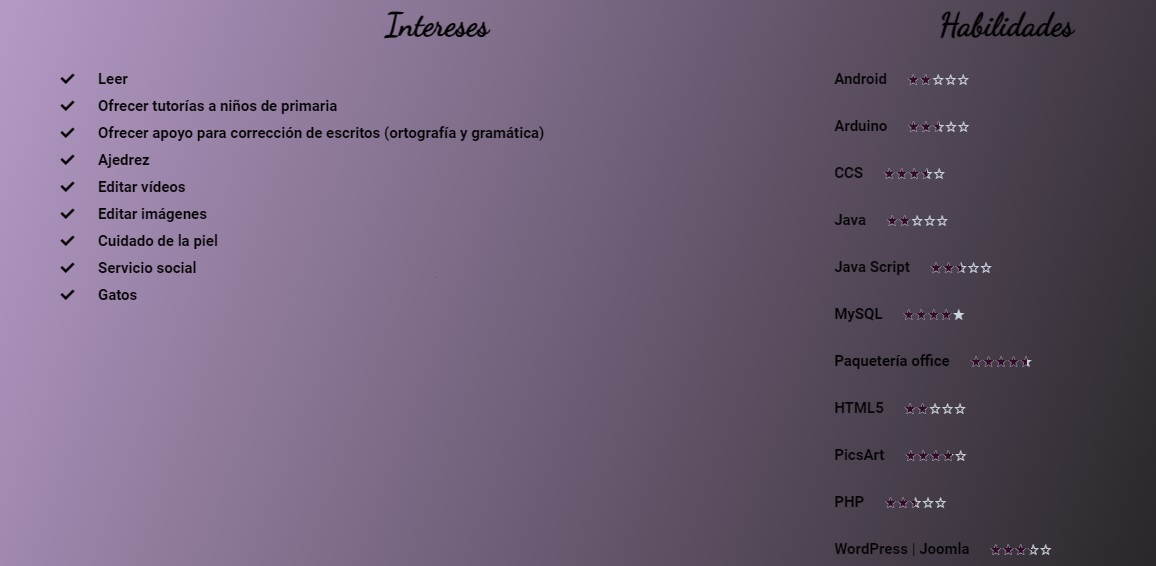 Intereses
Leer
Ofrecer tutorías a niños de primaria
Ofrecer apoyo para corrección de escritos (ortografía y gramática)
Ajedrez
Editar vídeos
Editar imágenes
Cuidado de la piel
Servicio social
Gatos
Habilidades
Android
Arduino
CCS
Java
Java Script
MySQL
Paquetería office
HTML5
PicsArt
PHP
WordPress | Joomla